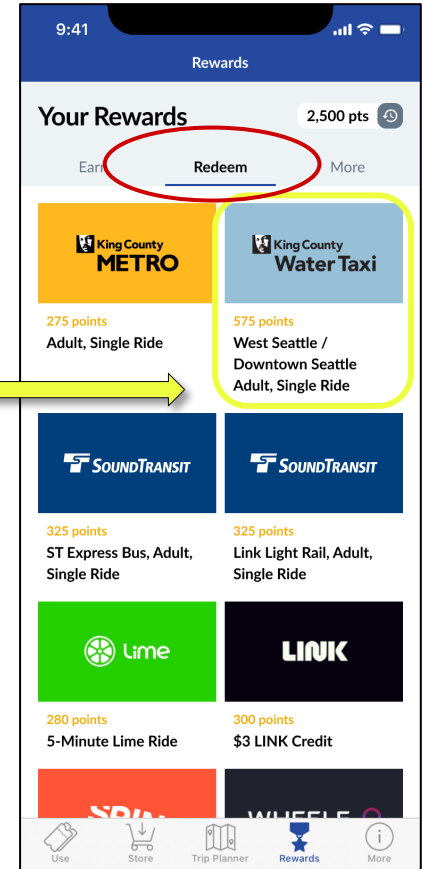 9:41
Rewards
Your Rewards
2,500 pts
Earn
Redeem
More
King County
METRO
King County
Water Taxi
275 points
Adult, Single Ride
575 points
West Seattle /
Downtown Seattle
Adult, Single Ride
SOUNDTRANSIT
SOUNDTRANSIT
325 points
ST Express Bus, Adult,
Single Ride
325 points
Link Light Rail, Adult,
Single Ride
Lime
LINK
280 points
5-Minute Lime Ride
300 points
$3 LINK Credit
SPIN
Use
Store
Trip Planner
Rewards
More